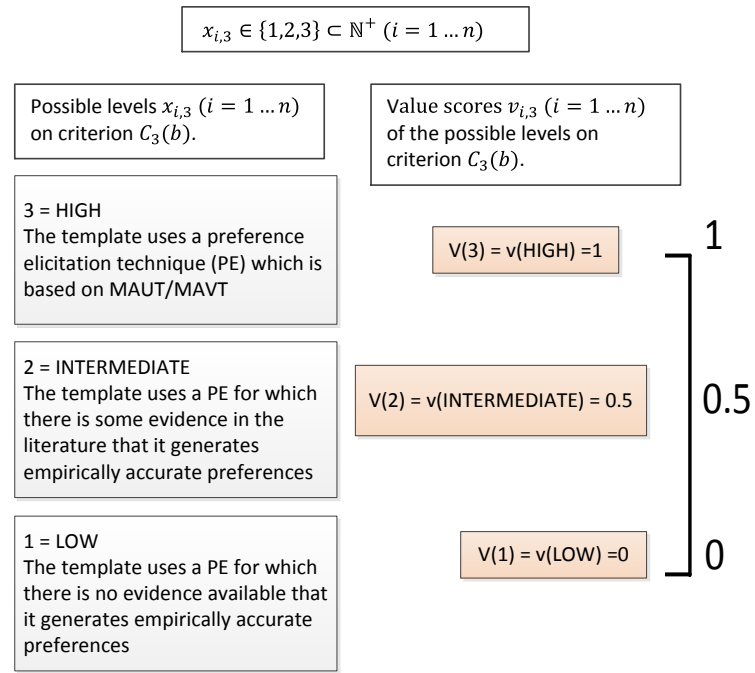 x_{i,3} ∈ {1,2,3} ⊂ ℕ⁺ (i = 1 … n)
Possible levels x_{i,3} (i = 1 … n)
on criterion C_3(b).
Value scores v_{i,3} (i = 1 … n)
of the possible levels on
criterion C_3(b).
3 = HIGH
The template uses a preference
elicitation technique (PE) which is
based on MAUT/MAVT
V(3) = v(HIGH) =1
1
2 = INTERMEDIATE
The template uses a PE for which
there is some evidence in the
literature that it generates
empirically accurate preferences
V(2) = v(INTERMEDIATE) = 0.5
0.5
1 = LOW
The template uses a PE for which
there is no evidence available that
it generates empirically accurate
preferences
V(1) = v(LOW) =0
0